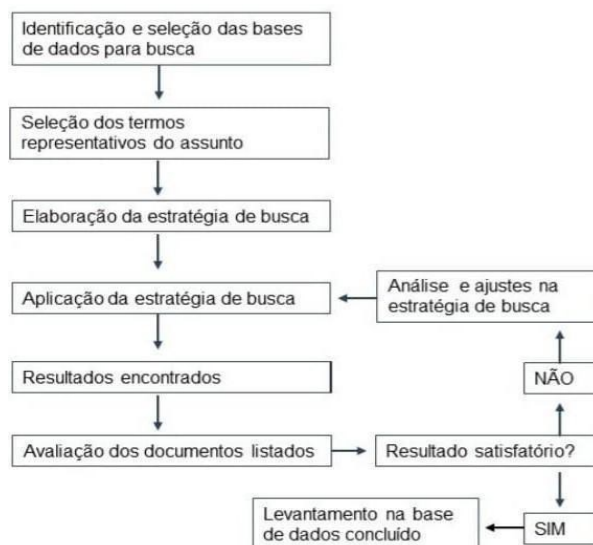 Identificação e seleção das bases
de dados para busca
Seleção dos termos
representativos do assunto
Elaboração da estratégia de busca
Aplicação da estratégia de busca
Análise e ajustes na
estratégia de busca
Resultados encontrados
NÃO
Avaliação dos documentos listados
Resultado satisfatório?
Levantamento na base
de dados concluído
SIM